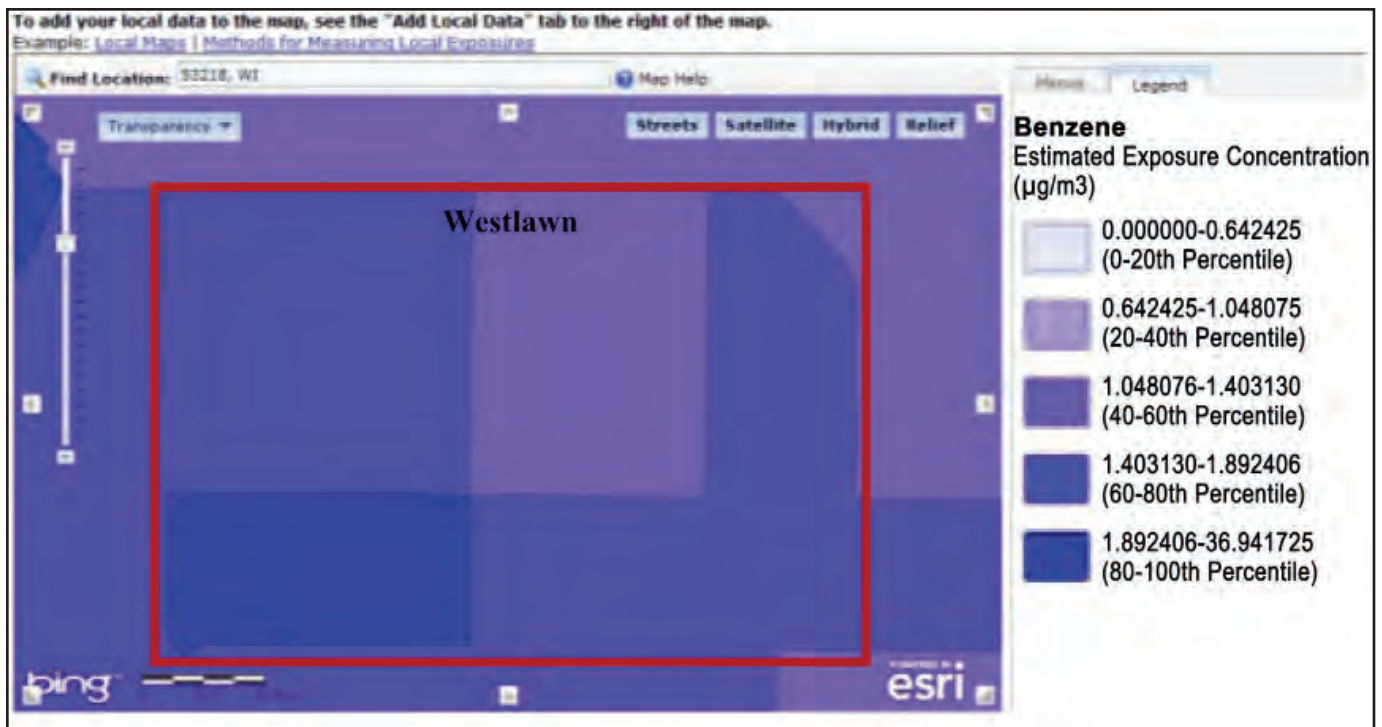 To add your local data to the map, see the "Add Local Data" tab to the right of the map.
Example: Local Maps | Methods for Measuring Local Exposures
Find Location: 53218, WI
Map Help
Menus
Legend
Transparency
Streets
Satellite
Hybrid
Relief
Westlawn
Benzene
Estimated Exposure Concentration
(µg/m3)
0.000000-0.642425
(0-20th Percentile)
0.642425-1.048075
(20-40th Percentile)
1.048076-1.403130
(40-60th Percentile)
1.403130-1.892406
(60-80th Percentile)
1.892406-36.941725
(80-100th Percentile)
bing
POWERED BY
esri